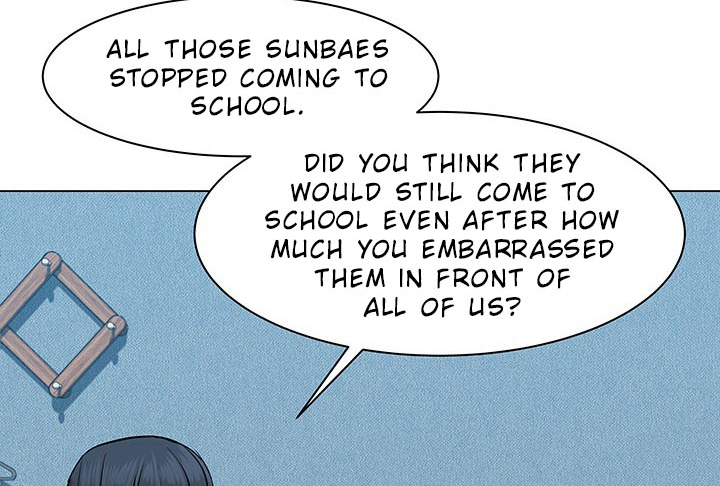 ALL THOSE SUNBAES
STOPPED COMING TO
SCHOOL.
DID YOU THINK THEY
WOULD STILL COME TO
SCHOOL EVEN AFTER HOW
MUCH YOU EMBARRASSED
THEM IN FRONT OF
ALL OF US?